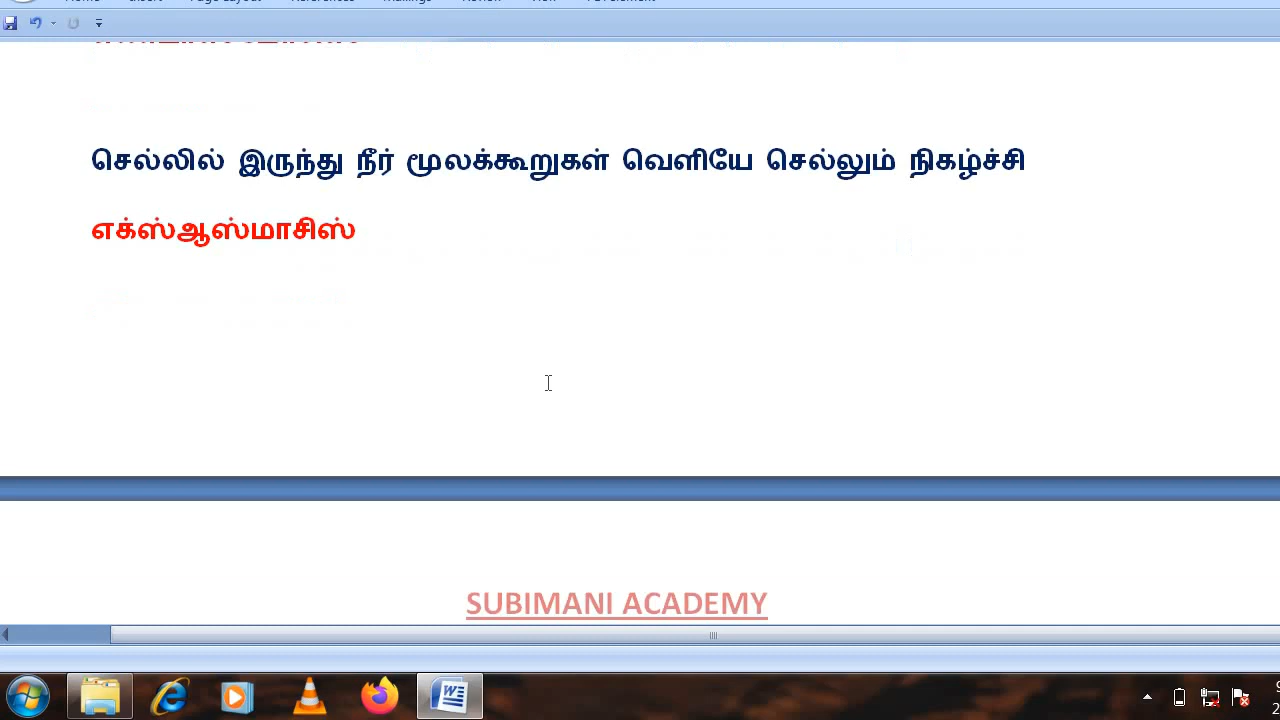 செல்லில் இருந்து நீர் மூலக்கூறுகள் வெளியே செல்லும் நிகழ்ச்சி
எக்ஸ்ஆஸ்மாசிஸ்
SUBIMANI ACADEMY